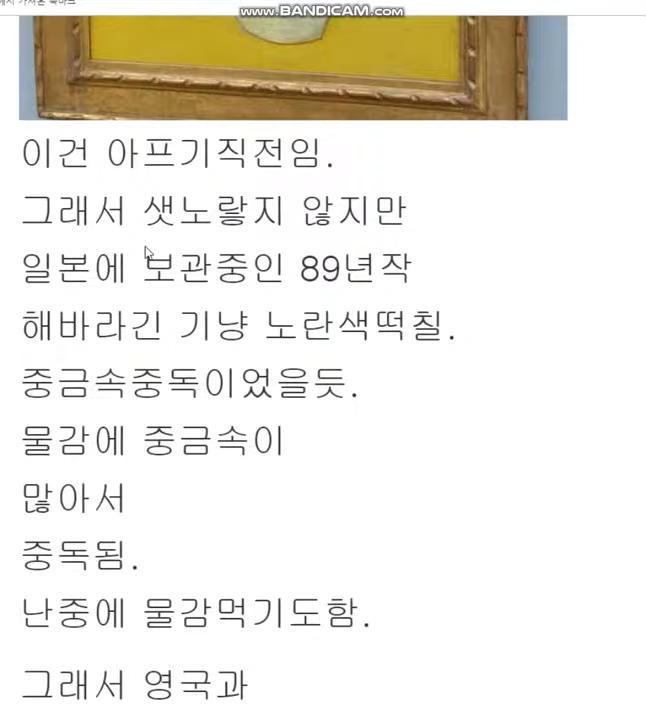 www.BANDICAM.com
이건 아프기직전임.
그래서 샛노랗지 않지만
일본에 보관중인 89년작
해바라긴 기냥 노란색떡칠.
중금속중독이었을듯.
물감에 중금속이
많아서
중독됨.
난중에 물감먹기도함.
그래서 영국과